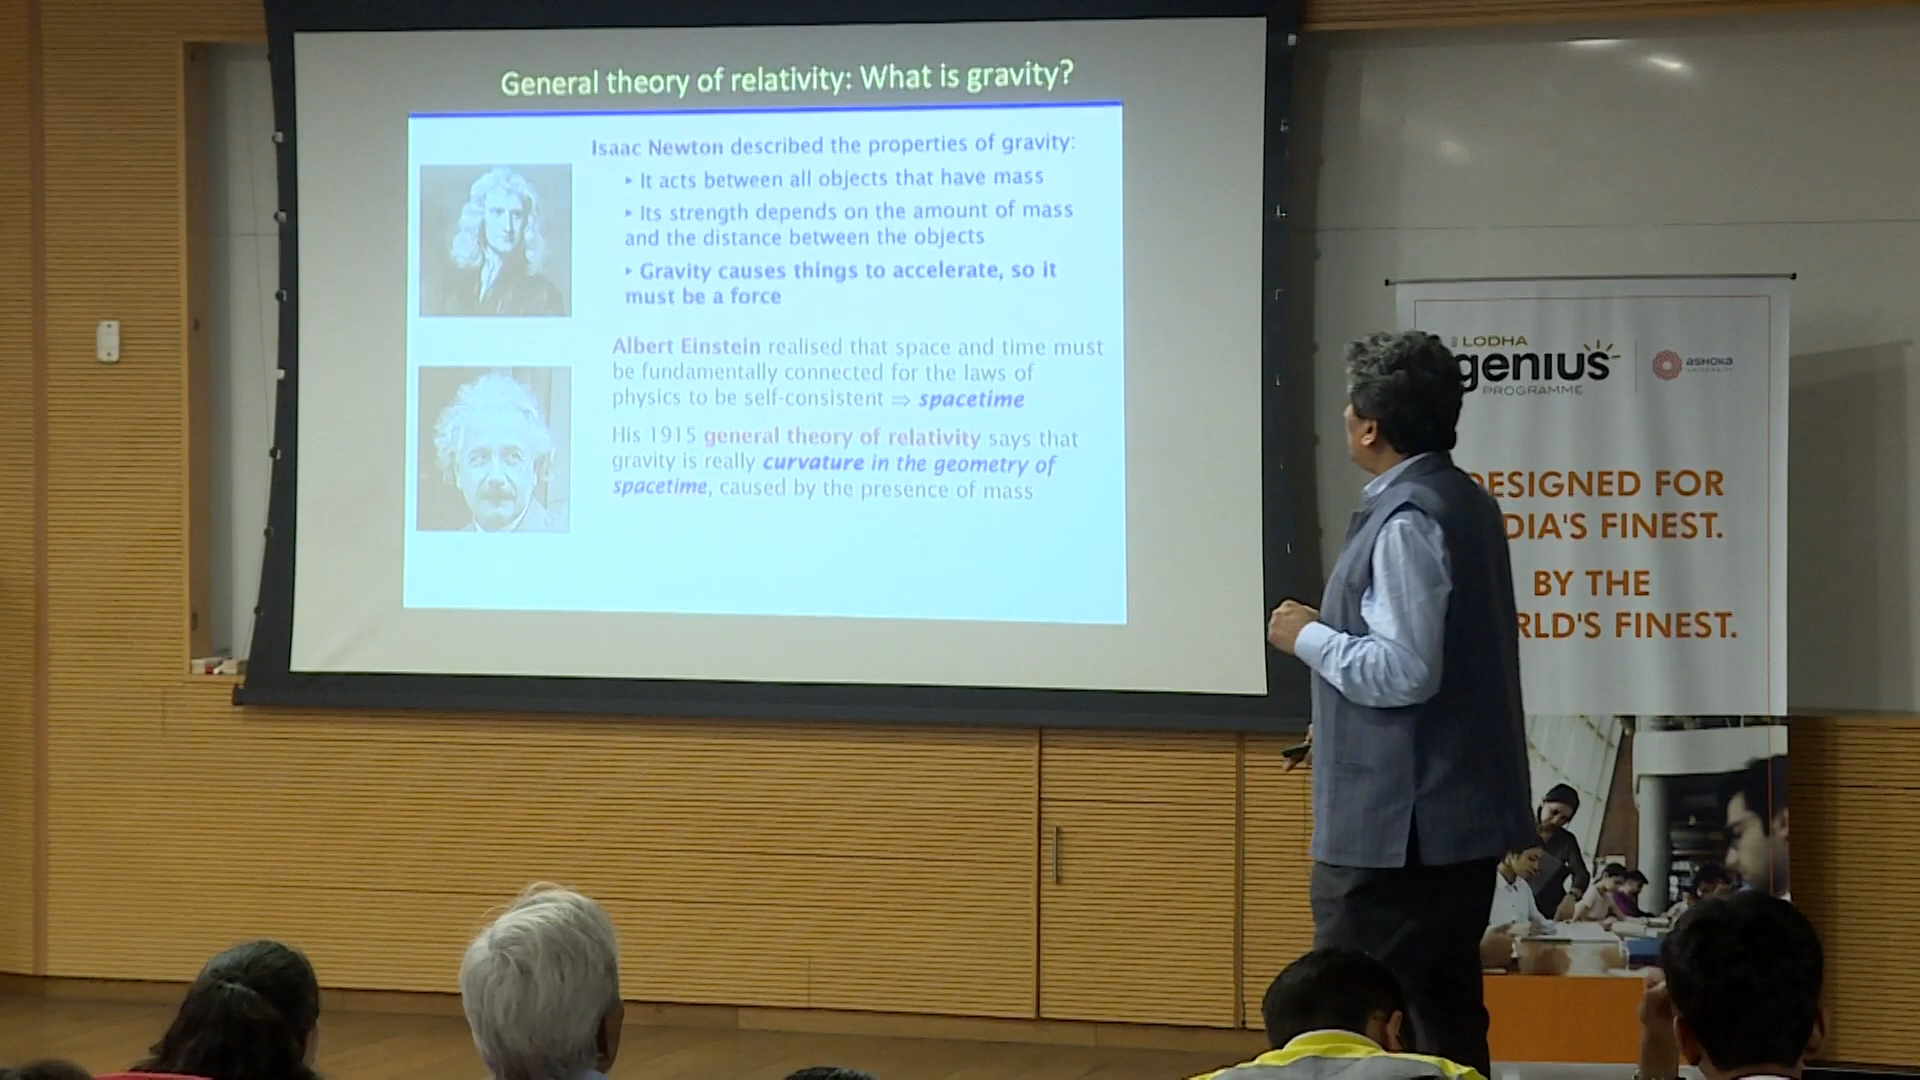 General theory of relativity: What is gravity?
Isaac Newton described the properties of gravity:
▸ It acts between all objects that have mass
▸ Its strength depends on the amount of mass
and the distance between the objects
▸ Gravity causes things to accelerate, so it
must be a force
Albert Einstein realised that space and time must
be fundamentally connected for the laws of
physics to be self-consistent ⇒ spacetime
His 1915 general theory of relativity says that
gravity is really curvature in the geometry of
spacetime, caused by the presence of mass
LODHA
genius
PROGRAMME
ASHOKA
UNIVERSITY
DESIGNED FOR
DIA'S FINEST.
BY THE
RLD'S FINEST.